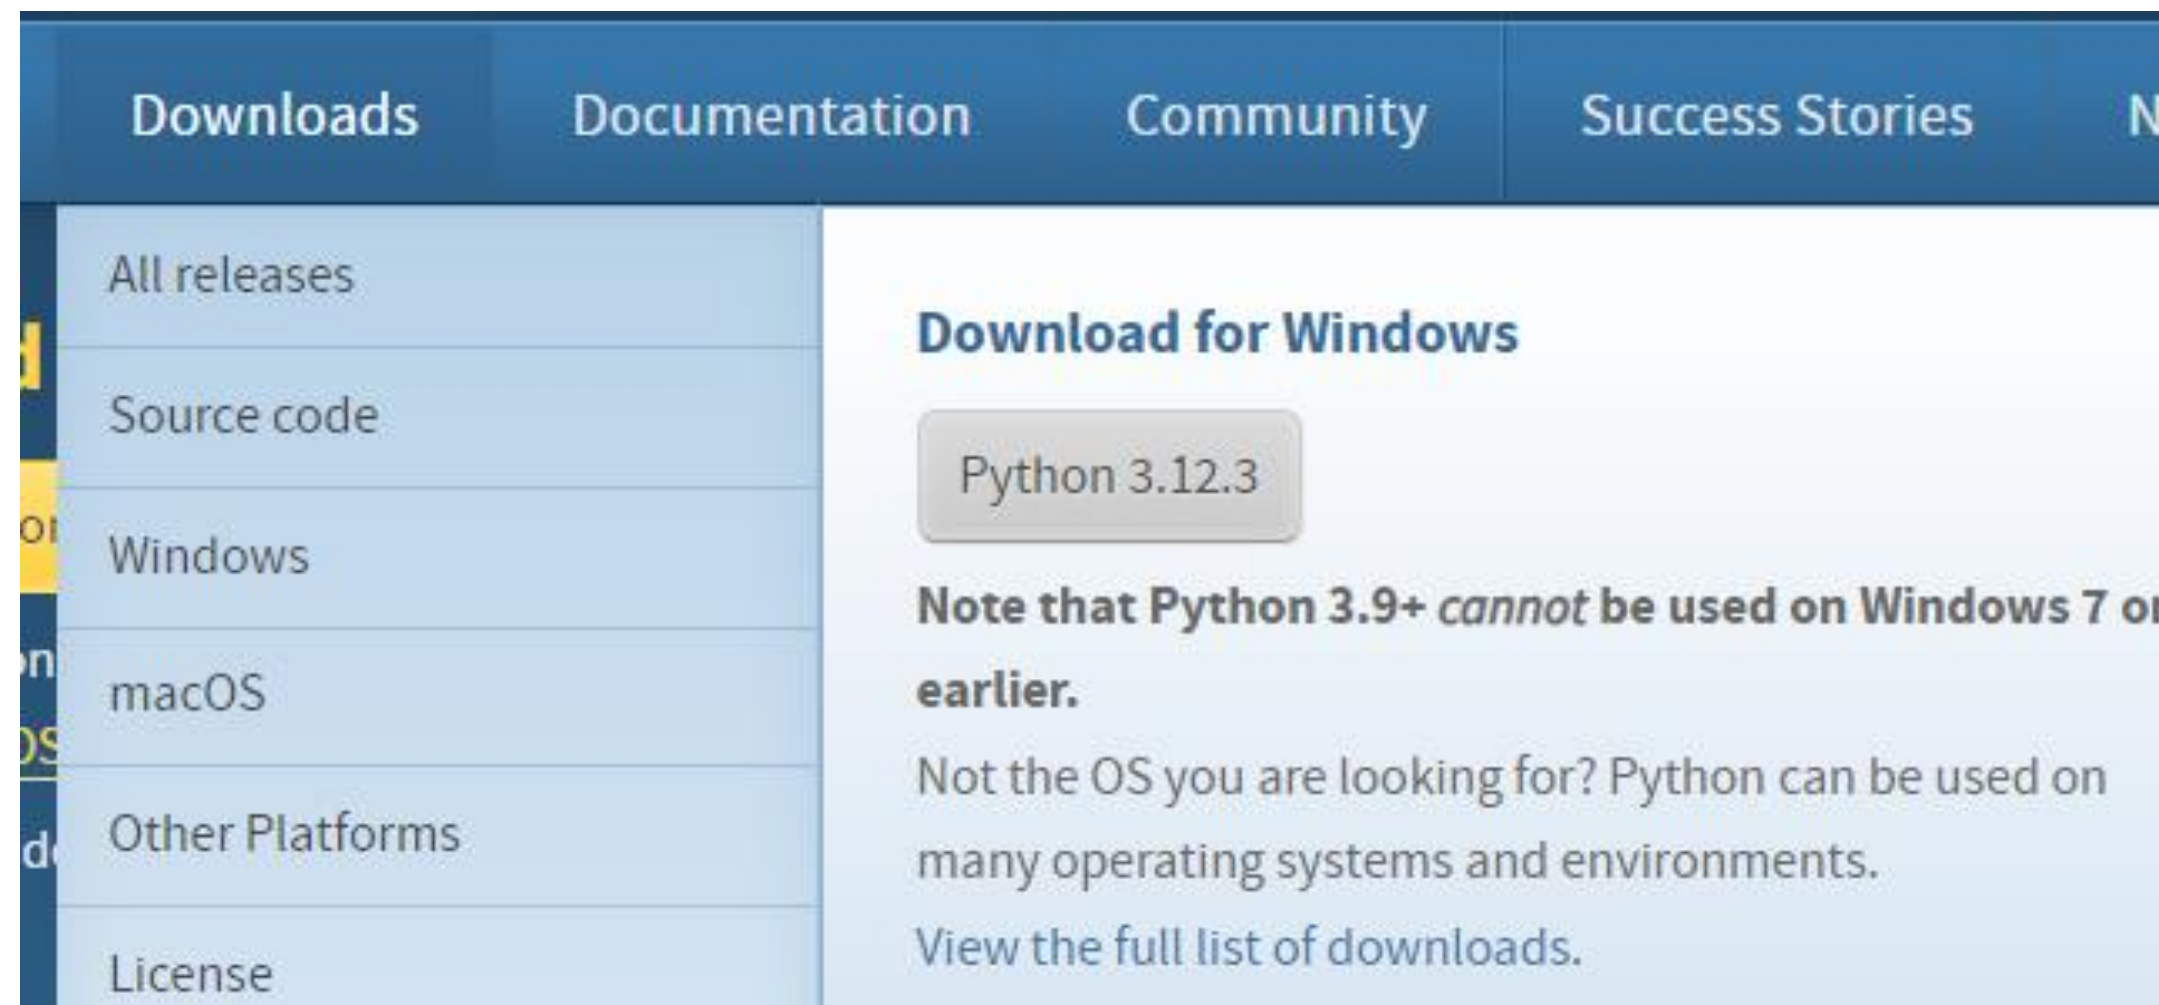 Downloads Documentation Community Success Stories
All releases
Source code
Windows
macOS
Other Platforms
License
Download for Windows
Python 3.12.3
Note that Python 3.9+ cannot be used on Windows 7 or
earlier.
Not the OS you are looking for? Python can be used on
many operating systems and environments.
View the full list of downloads.